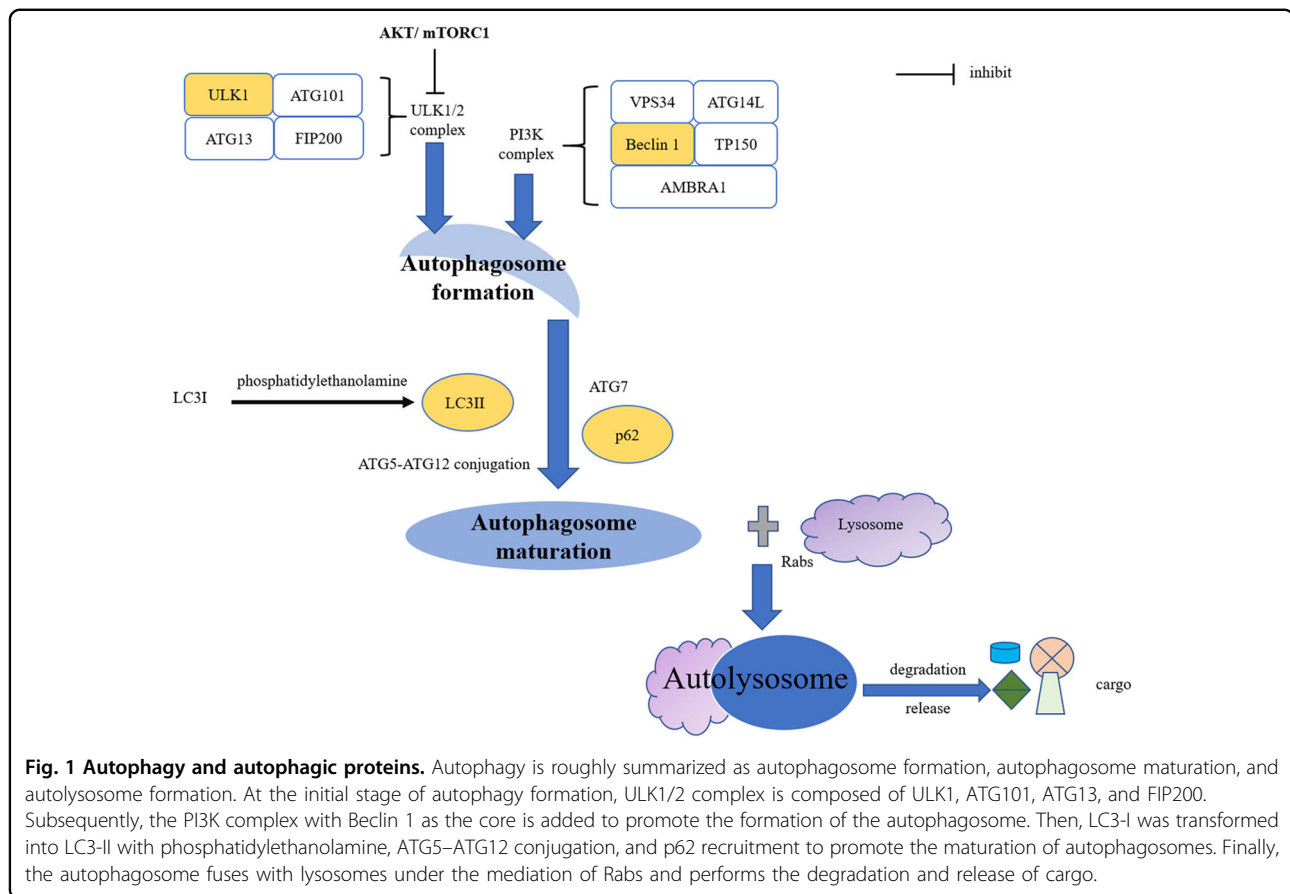 AKT/ mTORC1
inhibit
ULK1
ATG101
ATG13
FIP200
ULK1/2
complex
PI3K
complex
VPS34
ATG14L
Beclin 1
TP150
AMBRA1
Autophagosome
formation
LC3I
phosphatidylethanolamine
LC3II
ATG7
p62
ATG5-ATG12 conjugation
Autophagosome
maturation
Lysosome
Rabs
Autolysosome
degradation
release
cargo
Fig. 1 Autophagy and autophagic proteins. Autophagy is roughly summarized as autophagosome formation, autophagosome maturation, and
autolysosome formation. At the initial stage of autophagy formation, ULK1/2 complex is composed of ULK1, ATG101, ATG13, and FIP200.
Subsequently, the PI3K complex with Beclin 1 as the core is added to promote the formation of the autophagosome. Then, LC3-I was transformed
into LC3-II with phosphatidylethanolamine, ATG5–ATG12 conjugation, and p62 recruitment to promote the maturation of autophagosomes. Finally,
the autophagosome fuses with lysosomes under the mediation of Rabs and performs the degradation and release of cargo.